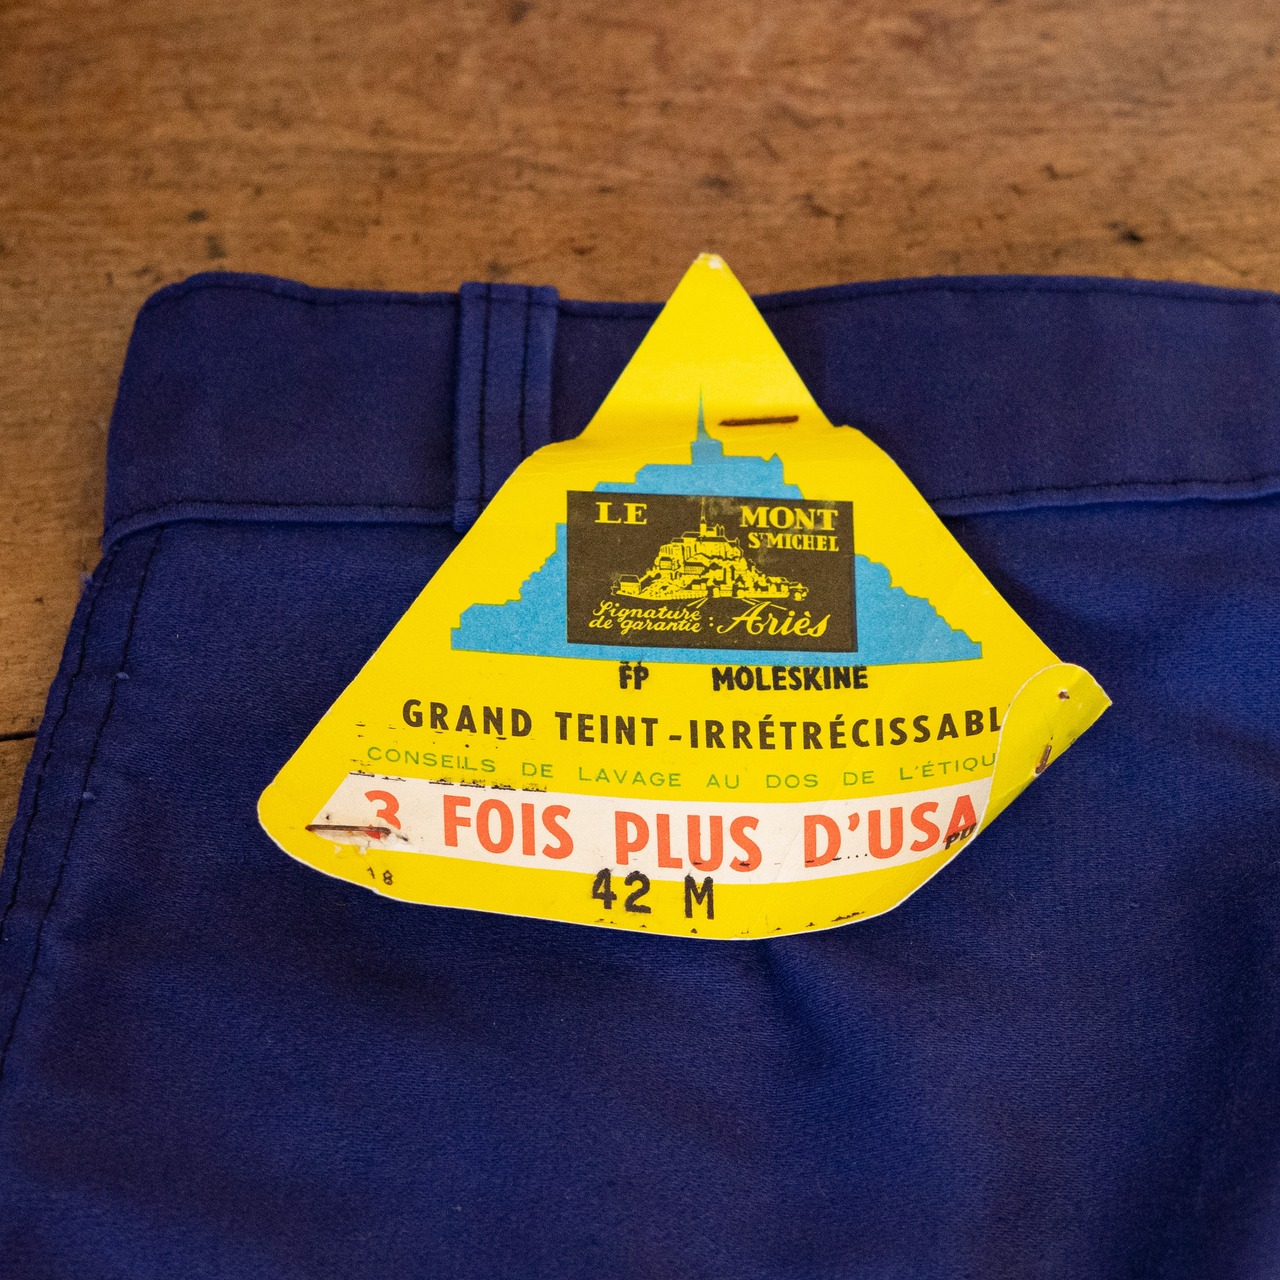 LE MONT
ST MICHEL
Signature
de garantie : Ariès
FP MOLESKINE
GRAND TEINT-IRRÉTRÉCISSABL
CONSEILS DE LAVAGE AU DOS DE L'ÉTIQU
3 FOIS PLUS D'USA
42 M
18